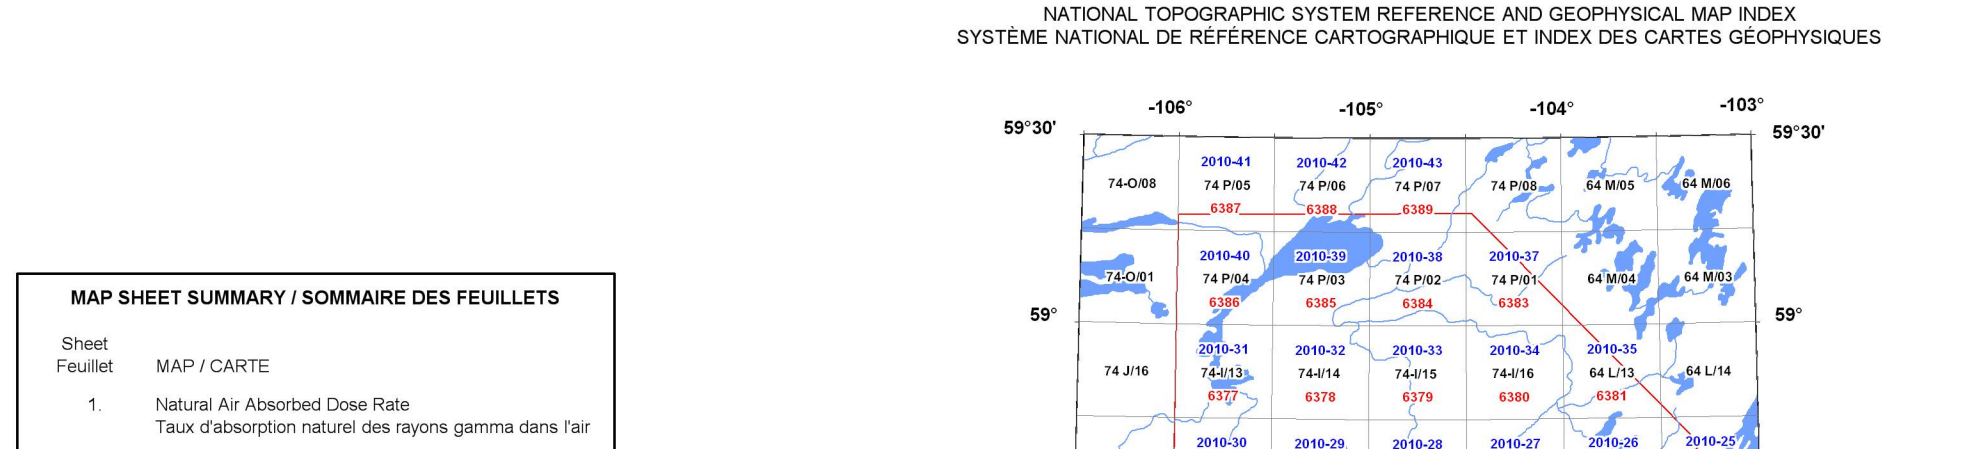 NATIONAL TOPOGRAPHIC SYSTEM REFERENCE AND GEOPHYSICAL MAP INDEX
SYSTÈME NATIONAL DE RÉFÉRENCE CARTOGRAPHIQUE ET INDEX DES CARTES GÉOPHYSIQUES
-106° -105° -104° -103°
59°30' 59°30'
2010-41 2010-42 2010-43
74-O/08 74 P/05 74 P/06 74 P/07 74 P/08 64 M/05 64 M/06
6387 6388 6389
2010-40 2010-39 2010-38 2010-37
74-O/01 74 P/04 74 P/03 74 P/02 74 P/01 64 M/04 64 M/03
6386 6385 6384 6383
59° 59°
2010-31 2010-32 2010-33 2010-34 2010-35
74 J/16 74-I/13 74-I/14 74-I/15 74-I/16 64 L/13 64 L/14
6377 6378 6379 6380 6381
2010-30 2010-29 2010-28 2010-27 2010-26 2010-25
MAP SHEET SUMMARY / SOMMAIRE DES FEUILLETS
Sheet
Feuillet MAP / CARTE
1. Natural Air Absorbed Dose Rate
Taux d'absorption naturel des rayons gamma dans l'air